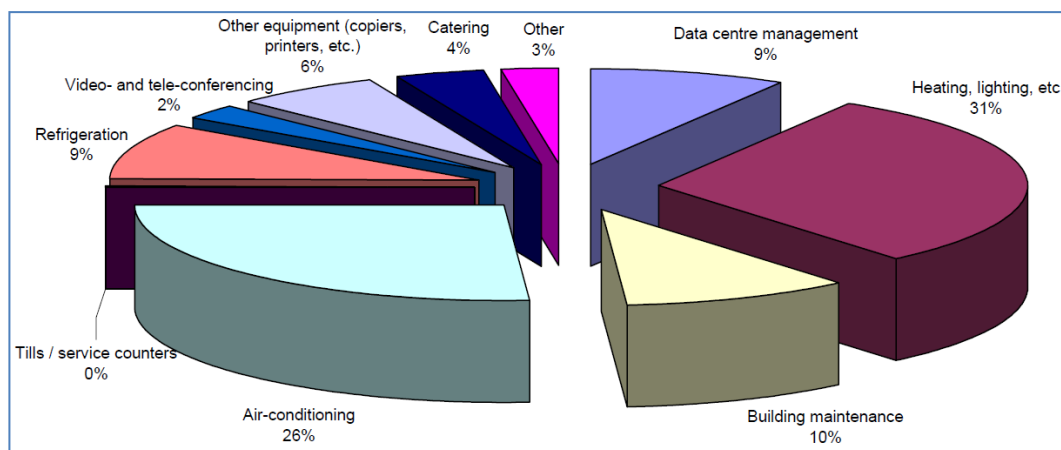 Other equipment (copiers,
printers, etc.)
6%
Catering
4%
Other
3%
Data centre management
9%
Video- and tele-conferencing
2%
Heating, lighting, etc
31%
Refrigeration
9%
Tills / service counters
0%
Air-conditioning
26%
Building maintenance
10%